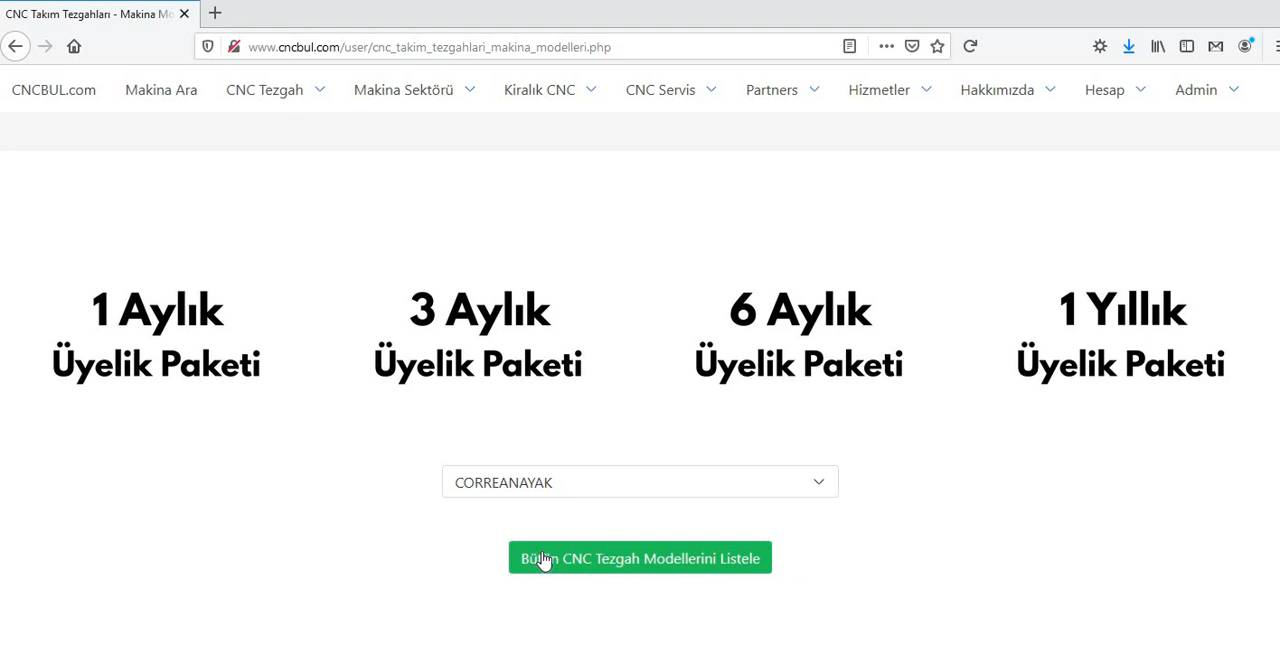 CNC Takım Tezgahları - Makina Mo
www.cncbul.com/user/cnc_takim_tezgahlari_makina_modelleri.php
CNCBUL.com Makina Ara CNC Tezgah Makina Sektörü Kiralık CNC CNC Servis Partners Hizmetler Hakkımızda Hesap Admin
1 Aylık 3 Aylık 6 Aylık 1 Yıllık
Üyelik Paketi Üyelik Paketi Üyelik Paketi Üyelik Paketi
CORREANAYAK
Bütün CNC Tezgah Modellerini Listele